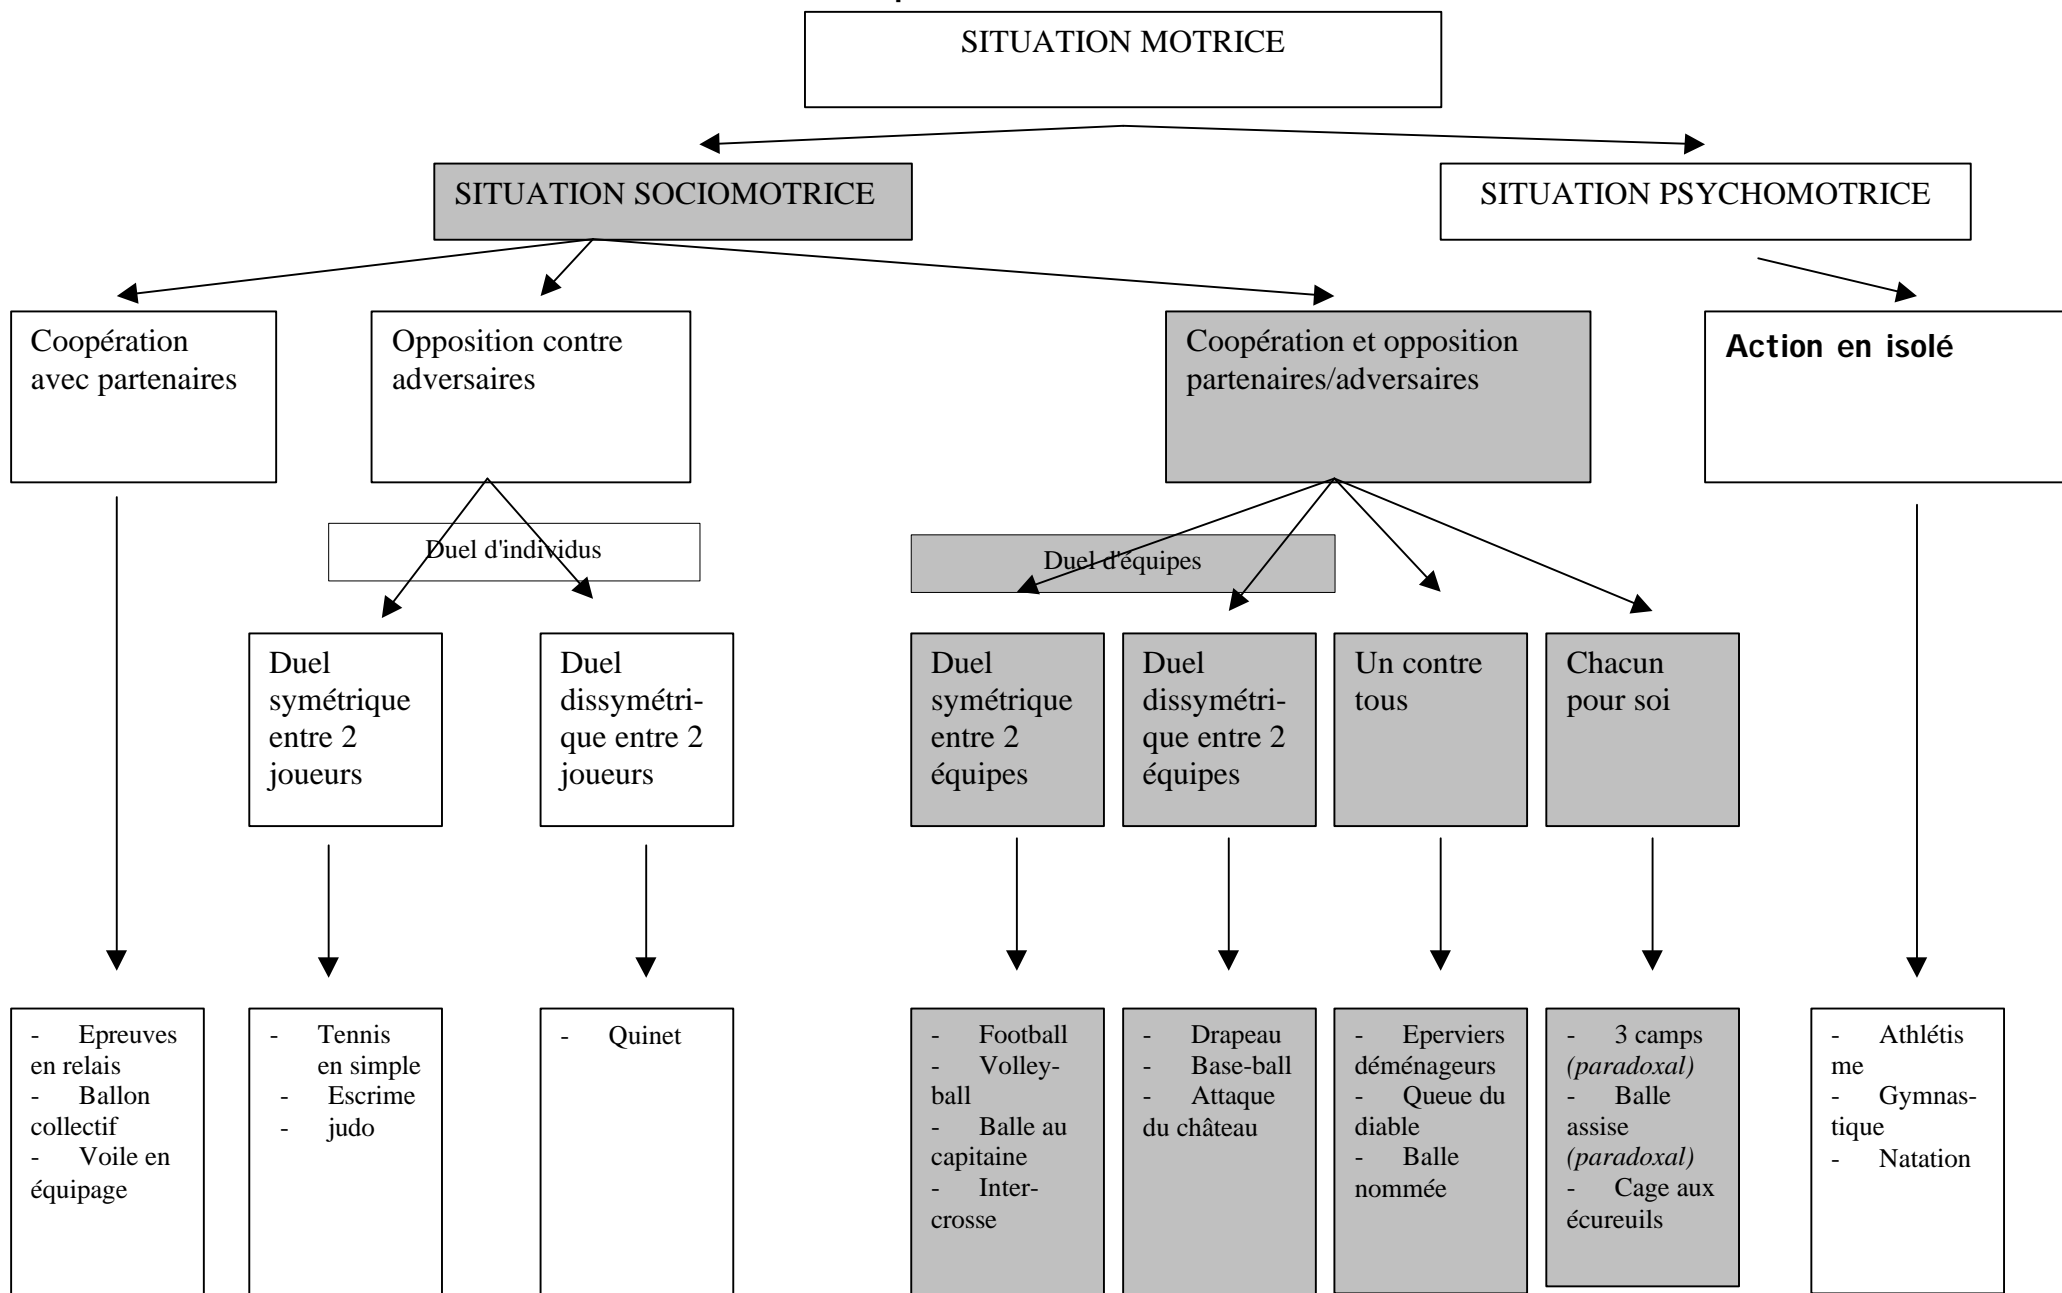 SITUATION MOTRICE
SITUATION SOCIOMOTRICE
SITUATION PSYCHOMOTRICE
Coopération
avec partenaires
Opposition contre
adversaires
Coopération et opposition
partenaires/adversaires
Action en isolé
Duel d'individus
Duel d'équipes
Duel
symétrique
entre 2
joueurs
Duel
dissymétri-
que entre 2
joueurs
Duel
symétrique
entre 2
équipes
Duel
dissymétri-
que entre 2
équipes
Un contre
tous
Chacun
pour soi
- Epreuves
en relais
- Ballon
collectif
- Voile en
équipage
- Tennis
en simple
- Escrime
- judo
- Quinet
- Football
- Volley-
ball
- Balle au
capitaine
- Inter-
crosse
- Drapeau
- Base-ball
- Attaque
du château
- Eperviers
déménageurs
- Queue du
diable
- Balle
nommée
- 3 camps
(paradoxal)
- Balle
assise
(paradoxal)
- Cage aux
écureuils
- Athlétis
me
- Gymnas-
tique
- Natation